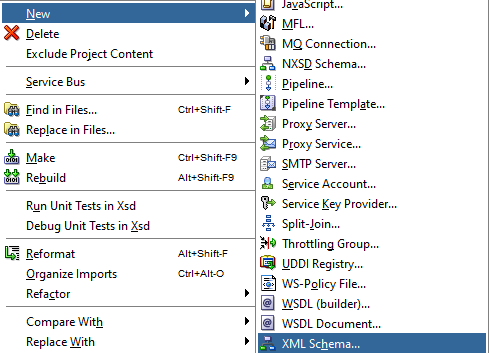 New
Delete
Exclude Project Content
Service Bus
Find in Files... Ctrl+Shift-F
Replace in Files...
Make Ctrl+Shift-F9
Rebuild Alt+Shift-F9
Run Unit Tests in Xsd
Debug Unit Tests in Xsd
Reformat Alt+Shift-F
Organize Imports Ctrl+Alt-O
Refactor
Compare With
Replace With
JavaScript...
MFL...
MQ Connection...
NXSD Schema...
Pipeline...
Pipeline Template...
Proxy Server...
Proxy Service...
SMTP Server...
Service Account...
Service Key Provider...
Split-Join...
Throttling Group...
UDDI Registry...
WS-Policy File...
WSDL (builder)...
WSDL Document...
XML Schema...